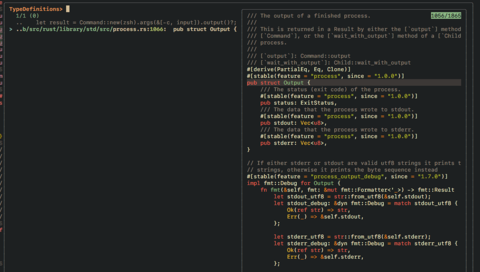 TypeDefinitions>
1/1 (0)
..   let result = Command::new(rsh).args(&[-c, input]).output()?;
> ..b/src/rust/library/std/src/process.rs:1066:  pub struct Output {
1056/1868
/// The output of a finished process.
///
/// This is returned in a Result by either the [`output`] method
/// [`Command`], or the [`wait_with_output`] method of a [`Child
/// process.
///
/// [`output`]: Command::output
/// [`wait_with_output`]: Child::wait_with_output
#[derive(PartialEq, Eq, Clone)]
#[stable(feature = "process", since = "1.0.0")]
pub struct Output {
    /// The status (exit code) of the process.
    #[stable(feature = "process", since = "1.0.0")]
    pub status: ExitStatus,
    /// The data that the process wrote to stdout.
    #[stable(feature = "process", since = "1.0.0")]
    pub stdout: Vec<u8>,
    /// The data that the process wrote to stderr.
    #[stable(feature = "process", since = "1.0.0")]
    pub stderr: Vec<u8>,
}

// If either stderr or stdout are valid utf8 strings it prints t
// strings, otherwise it prints the byte sequence instead
#[stable(feature = "process_output_debug", since = "1.7.0")]
impl fmt::Debug for Output {
    fn fmt(&self, fmt: &mut fmt::Formatter<'_>) -> fmt::Result
        let stdout_utf8 = str::from_utf8(&self.stdout);
        let stdout_debug: &dyn fmt::Debug = match stdout_utf8 {
            Ok(ref str) => str,
            Err(_) => &self.stdout,
        };

        let stderr_utf8 = str::from_utf8(&self.stderr);
        let stderr_debug: &dyn fmt::Debug = match stderr_utf8 {
            Ok(ref str) => str,
            Err(_) => &self.stderr,
        };